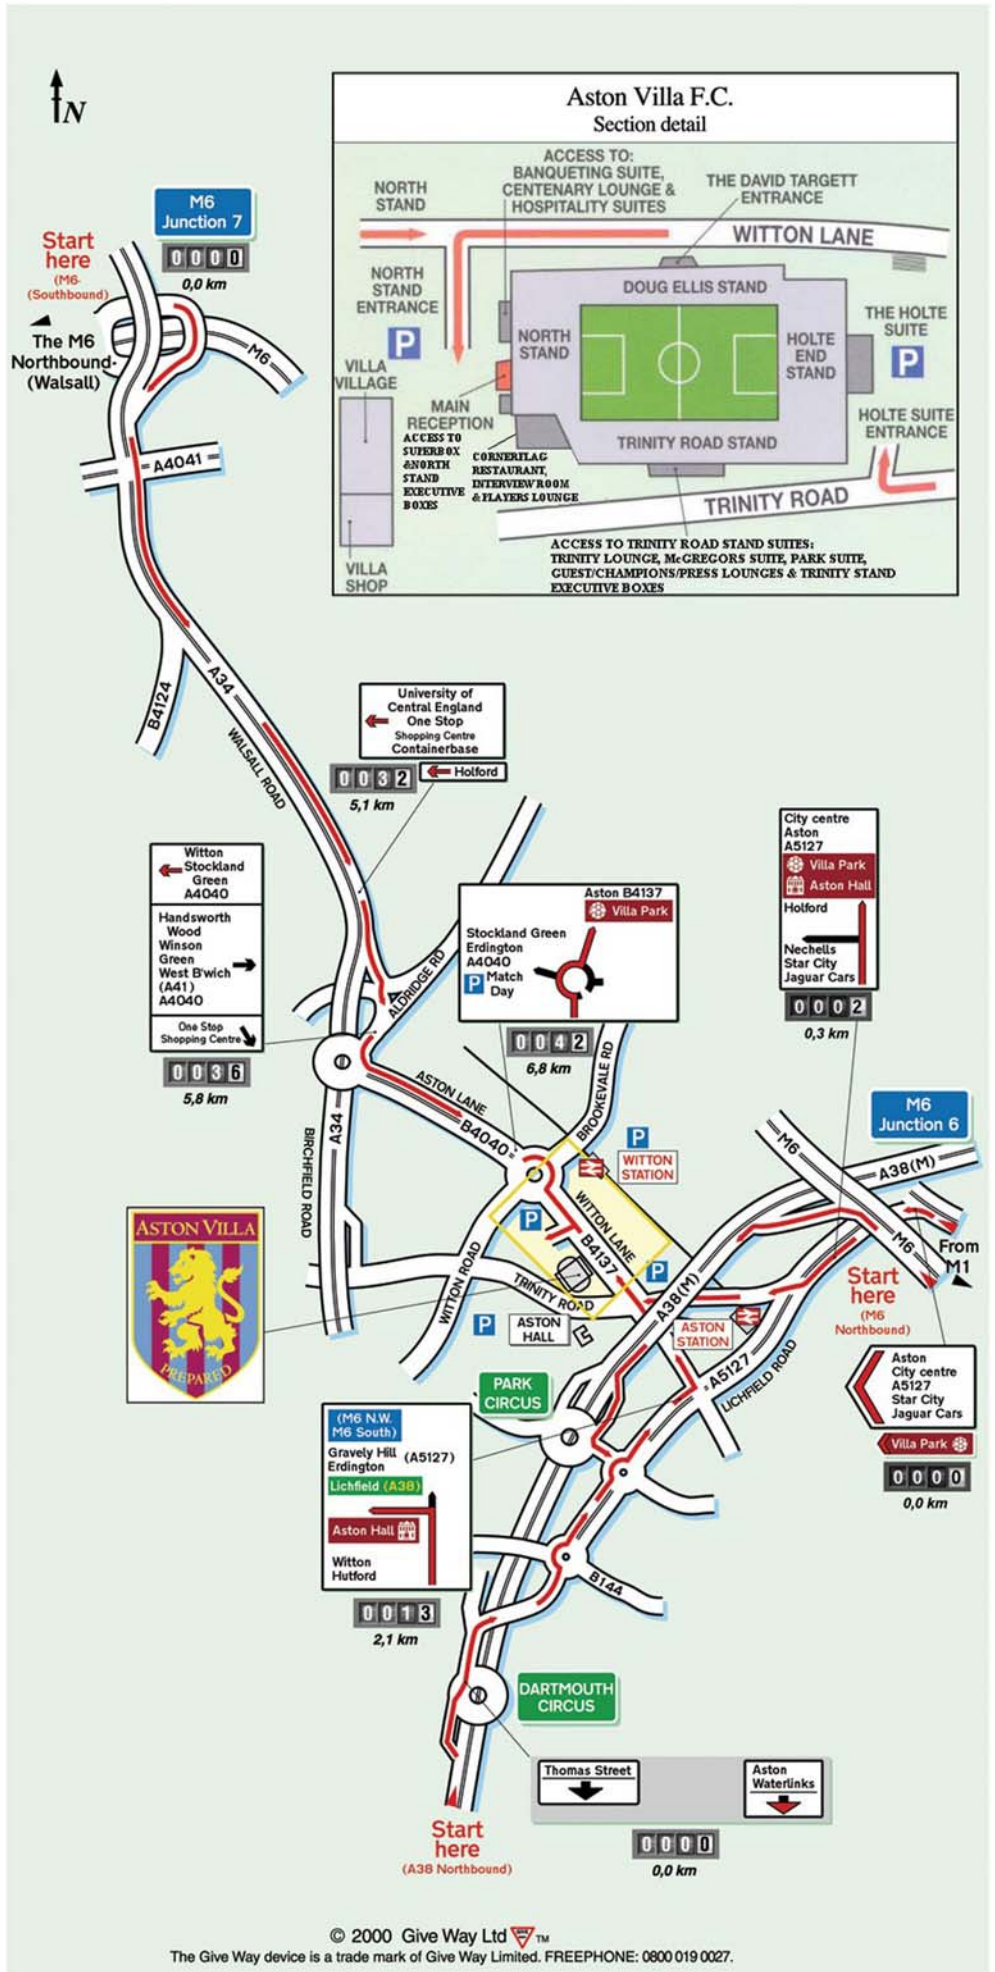 N
M6
Junction 7
0000
0,0 km
Start
here
(M6-
(Southbound)
The M6
Northbound-
(Walsall)
M6
A4041
B4124
A34
WALSALL ROAD
Aston Villa F.C.
Section detail
NORTH
STAND
ACCESS TO:
BANQUETING SUITE,
CENTENARY LOUNGE &
HOSPITALITY SUITES
THE DAVID TARGETT
ENTRANCE
WITTON LANE
NORTH
STAND
ENTRANCE
P
DOUG ELLIS STAND
NORTH
STAND
HOLTE
END
STAND
THE HOLTE
SUITE
P
VILLA
VILLAGE
MAIN
RECEPTION
ACCESS TO
SUPERBOX
&NORTH
STAND
EXECUTIVE
BOXES
CORNERFLAG
RESTAURANT,
INTERVIEW ROOM
& PLAYERS LOUNGE
TRINITY ROAD STAND
HOLTE SUITE
ENTRANCE
TRINITY ROAD
VILLA
SHOP
ACCESS TO TRINITY ROAD STAND SUITES:
TRINITY LOUNGE, McGREGORS SUITE, PARK SUITE,
GUEST/CHAMPIONS/PRESS LOUNGES & TRINITY STAND
EXECUTIVE BOXES
University of
Central England
One Stop
Shopping Centre
Containerbase
Holford
0032
5,1 km
Witton
Stockland
Green
A4040
Handsworth
Wood
Winson
Green
West B'wich
(A41)
A4040
One Stop
Shopping Centre
0036
5,8 km
ALDRIDGE RD
Aston B4137
Villa Park
Stockland Green
Erdington
A4040
P Match
Day
0042
6,8 km
City centre
Aston
A5127
Villa Park
Aston Hall
Holford
Nechells
Star City
Jaguar Cars
0002
0,3 km
ASTON LANE
B4040
BROOKEVALE RD
A34
BIRCHFIELD ROAD
P
WITTON
STATION
P
WITTON LANE
B4137
P
WITTON ROAD
TRINITY ROAD
P
ASTON
HALL
M6
Junction 6
M6
A38(M)
M6
From
M1
Start
here
(M6
Northbound)
A38(M)
ASTON
STATION
A5127
LICHFIELD ROAD
ASTON VILLA
PREPARED
Aston
City centre
A5127
Star City
Jaguar Cars
Villa Park
0000
0,0 km
PARK
CIRCUS
(M6 N.W.
M6 South)
Gravely Hill
Erdington
(A5127)
Lichfield (A38)
Aston Hall
Witton
Hutford
0013
2,1 km
B144
DARTMOUTH
CIRCUS
Thomas Street
Aston
Waterlinks
0000
0,0 km
Start
here
(A38 Northbound)
© 2000 Give Way Ltd TM
The Give Way device is a trade mark of Give Way Limited. FREEPHONE: 0800 019 0027.